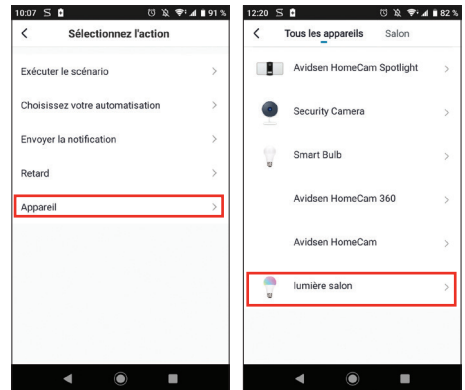 10:07 S 91 %
Sélectionnez l'action
Exécuter le scénario
Choisissez votre automatisation
Envoyer la notification
Retard
Appareil
12:20 S 82 %
Tous les appareils Salon
Avidsen HomeCam Spotlight
Security Camera
Smart Bulb
Avidsen HomeCam 360
Avidsen HomeCam
lumière salon